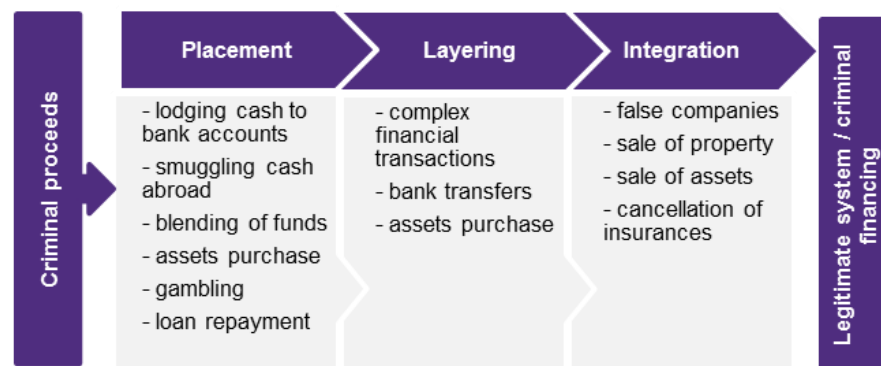 Criminal proceeds
Placement
- lodging cash to
bank accounts
- smuggling cash
abroad
- blending of funds
- assets purchase
- gambling
- loan repayment
Layering
- complex
financial
transactions
- bank transfers
- assets purchase
Integration
- false companies
- sale of property
- sale of assets
- cancellation of
insurances
Legitimate system / criminal
financing